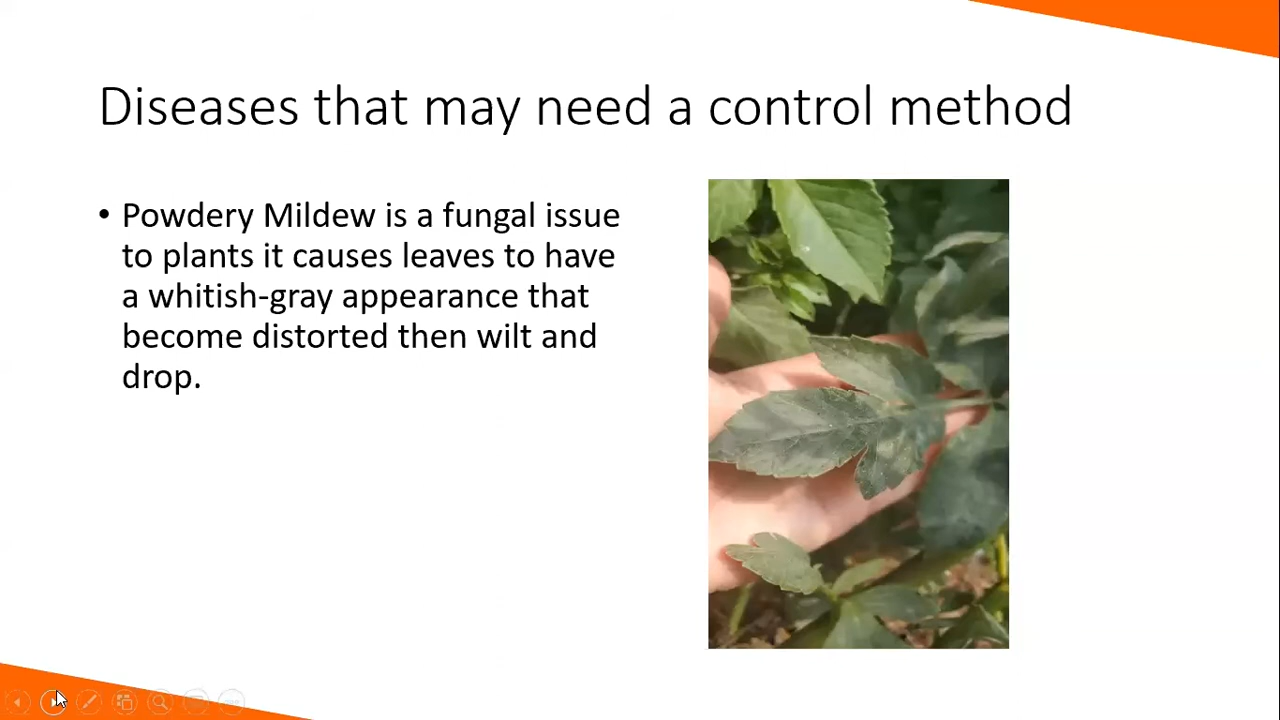 Diseases that may need a control method
• Powdery Mildew is a fungal issue
to plants it causes leaves to have
a whitish-gray appearance that
become distorted then wilt and
drop.